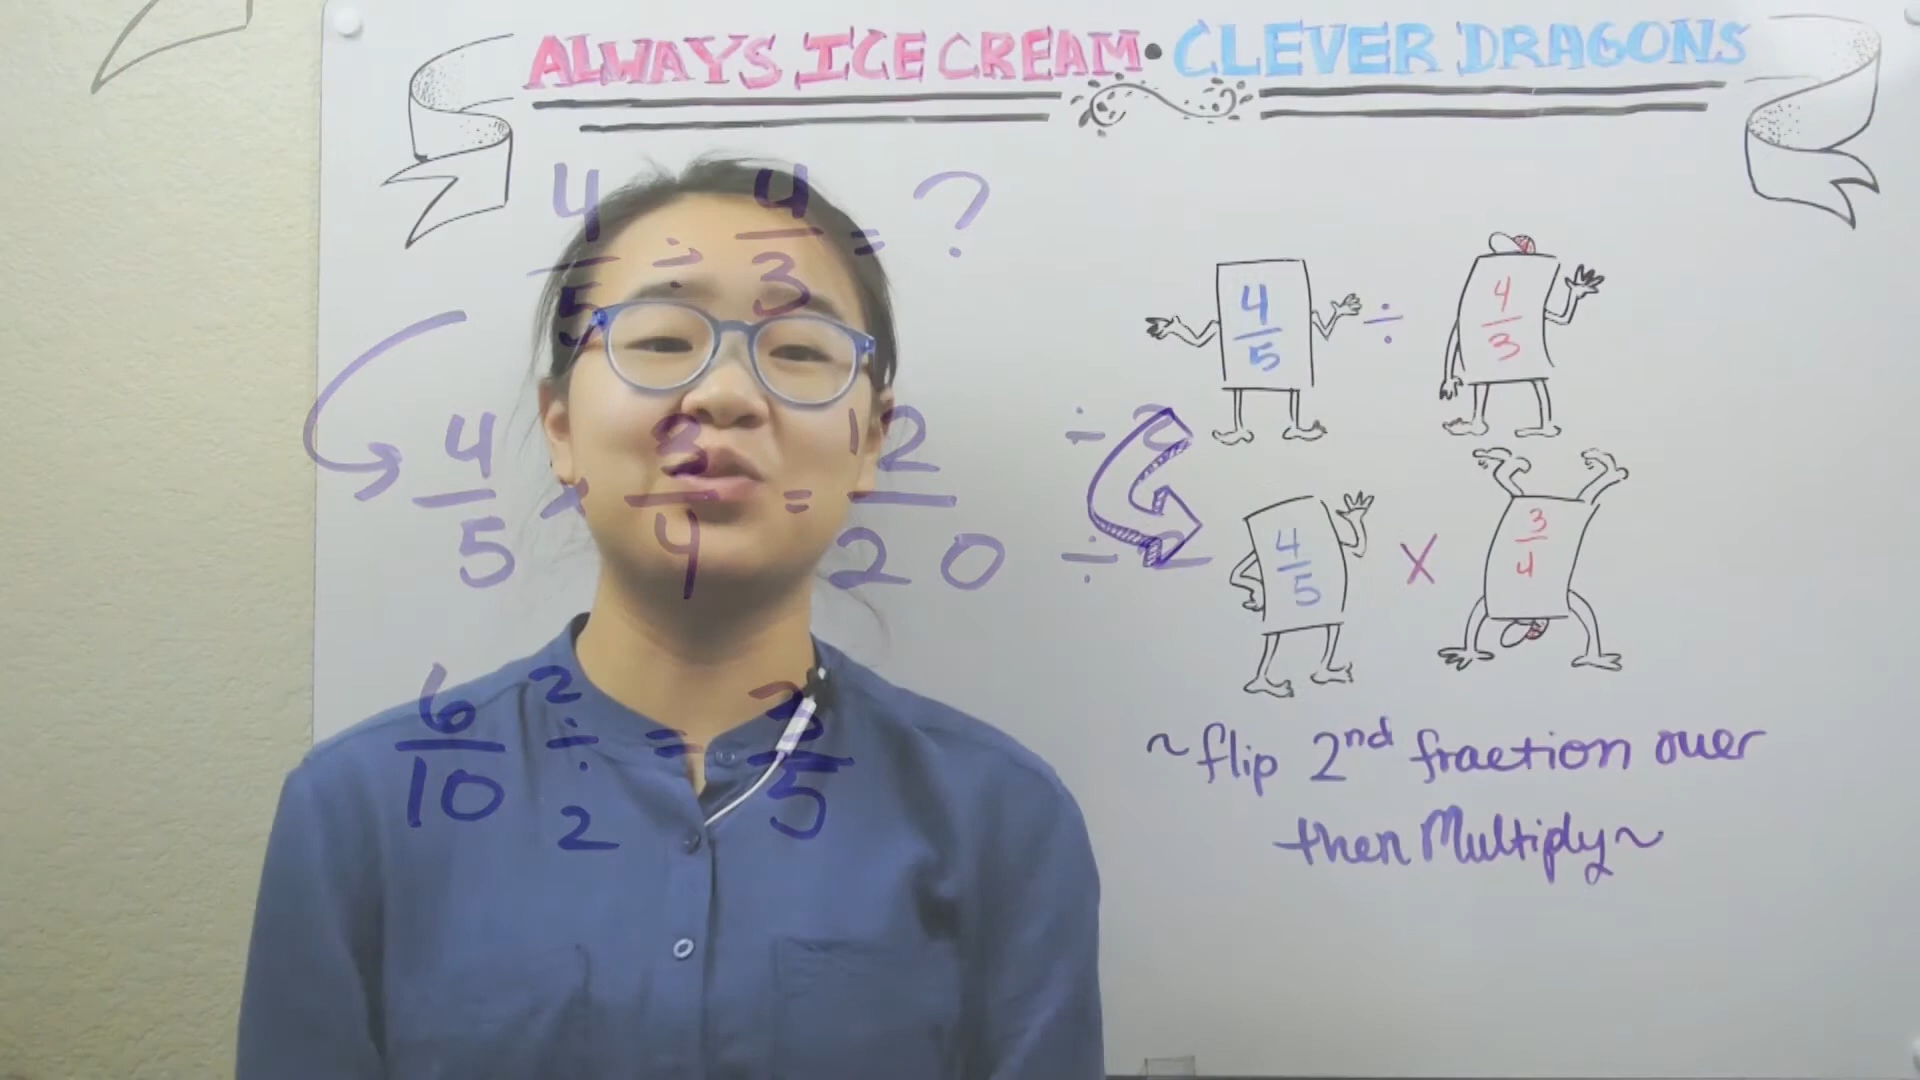 ALWAYS ICE CREAM • CLEVER DRAGONS
4/5 ÷ 4/3 = ?
4/5 × 3/4 = 12/20 ÷ 2 ÷ 2
6/10 ÷ 2/2 = 3/5
4/5 ÷ 4/3
4/5 X 3/4
~flip 2nd fraction over
then Multiply~